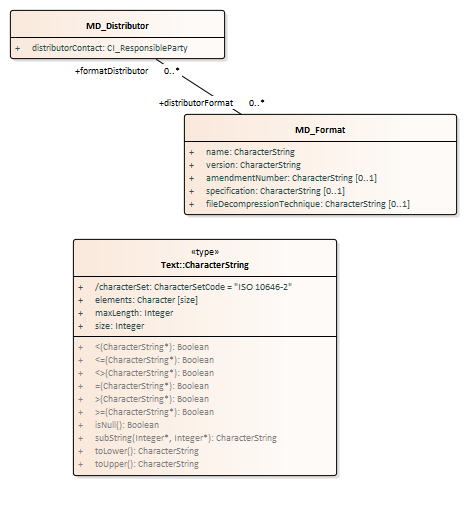 MD_Distributor
+ distributorContact: CI_ResponsibleParty
+formatDistributor 0..*
+distributorFormat 0..*
MD_Format
+ name: CharacterString
+ version: CharacterString
+ amendmentNumber: CharacterString [0..1]
+ specification: CharacterString [0..1]
+ fileDecompressionTechnique: CharacterString [0..1]
«type»
Text::CharacterString
+ /characterSet: CharacterSetCode = "ISO 10646-2"
+ elements: Character [size]
+ maxLength: Integer
+ size: Integer
+ <(CharacterString*): Boolean
+ <=(CharacterString*): Boolean
+ <>(CharacterString*): Boolean
+ =(CharacterString*): Boolean
+ >(CharacterString*): Boolean
+ >=(CharacterString*): Boolean
+ isNull(): Boolean
+ subString(Integer*, Integer*): CharacterString
+ toLower(): CharacterString
+ toUpper(): CharacterString